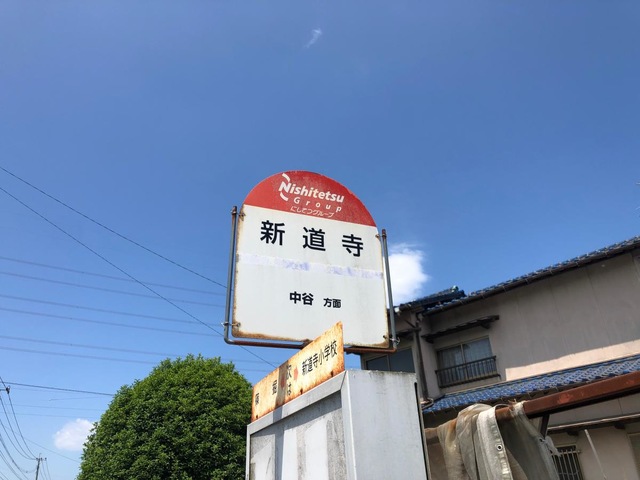 Nishitetsu
Group
にしてつグループ
新道寺
中谷 方面
新道寺小学校